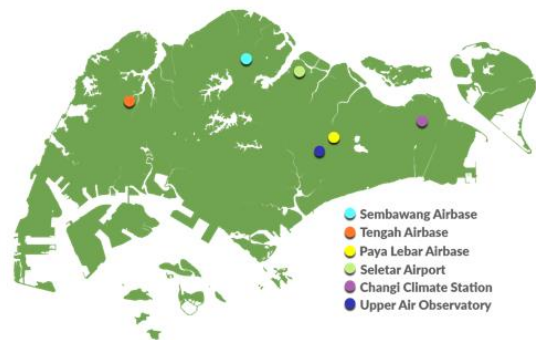 Sembawang Airbase
Tengah Airbase
Paya Lebar Airbase
Seletar Airport
Changi Climate Station
Upper Air Observatory